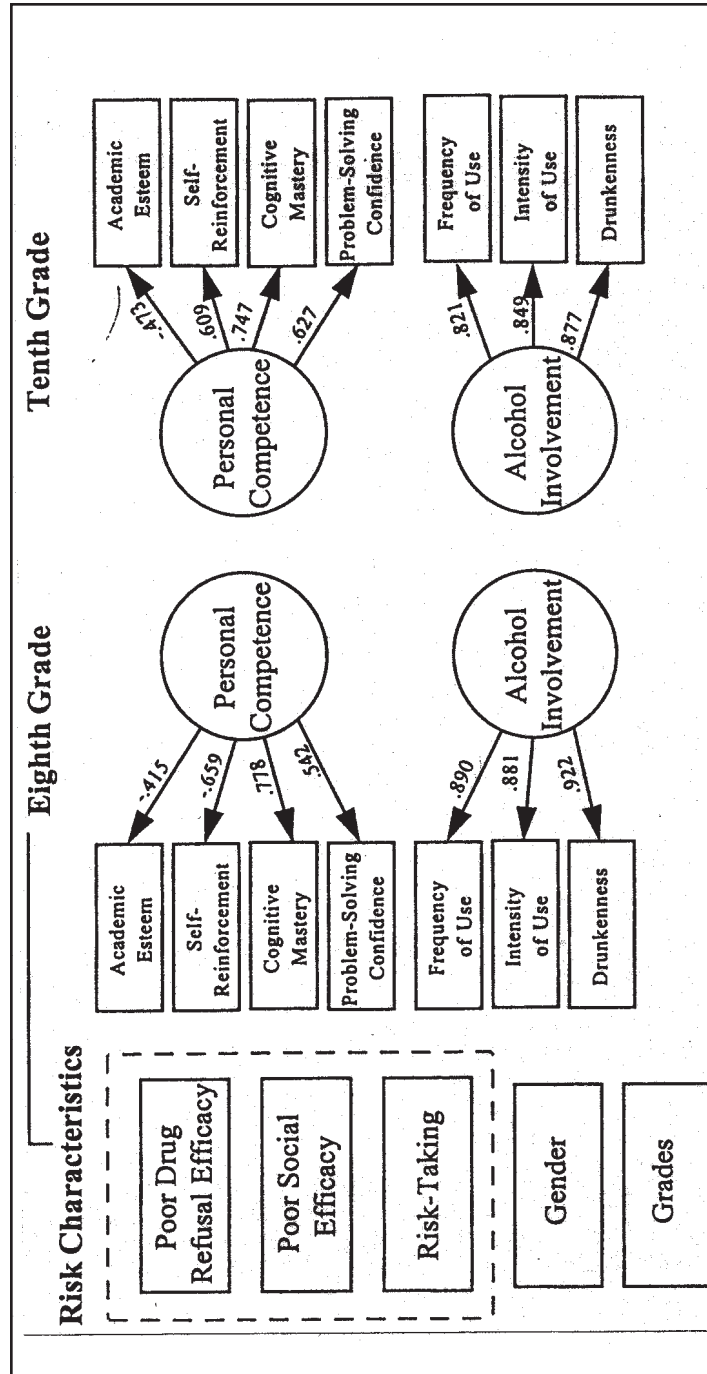 Risk Characteristics
Eighth Grade
Tenth Grade
Poor Drug
Refusal Efficacy
Poor Social
Efficacy
Risk-Taking
Gender
Grades
Academic
Esteem
Self-
Reinforcement
Cognitive
Mastery
Problem-Solving
Confidence
Frequency
of Use
Intensity
of Use
Drunkenness
-.415
-.659
.778
.542
.890
.881
.922
Personal
Competence
Alcohol
Involvement
Personal
Competence
Alcohol
Involvement
-.473
.609
.747
.627
.821
.849
.877
Academic
Esteem
Self-
Reinforcement
Cognitive
Mastery
Problem-Solving
Confidence
Frequency
of Use
Intensity
of Use
Drunkenness